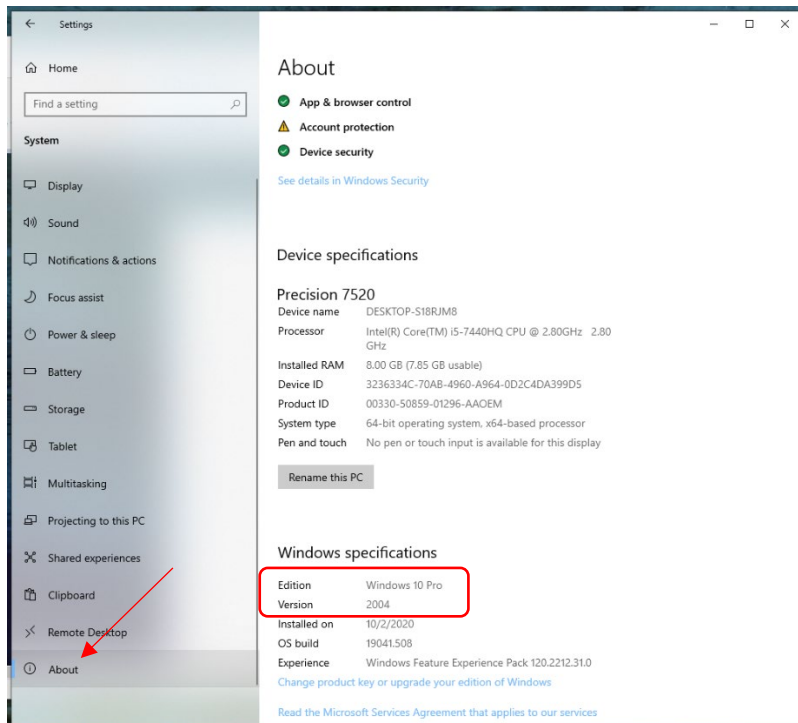 Settings
Home
Find a setting
System
Display
Sound
Notifications & actions
Focus assist
Power & sleep
Battery
Storage
Tablet
Multitasking
Projecting to this PC
Shared experiences
Clipboard
Remote Desktop
About
About
App & browser control
Account protection
Device security
See details in Windows Security
Device specifications
Precision 7520
Device name DESKTOP-S18RJM8
Processor Intel(R) Core(TM) i5-7440HQ CPU @ 2.80GHz 2.80
GHz
Installed RAM 8.00 GB (7.85 GB usable)
Device ID 3236334C-70AB-4960-A964-0D2C4DA399D5
Product ID 00330-50859-01296-AAOEM
System type 64-bit operating system, x64-based processor
Pen and touch No pen or touch input is available for this display
Rename this PC
Windows specifications
Edition Windows 10 Pro
Version 2004
Installed on 10/2/2020
OS build 19041.508
Experience Windows Feature Experience Pack 120.2212.31.0
Change product key or upgrade your edition of Windows
Read the Microsoft Services Agreement that applies to our services